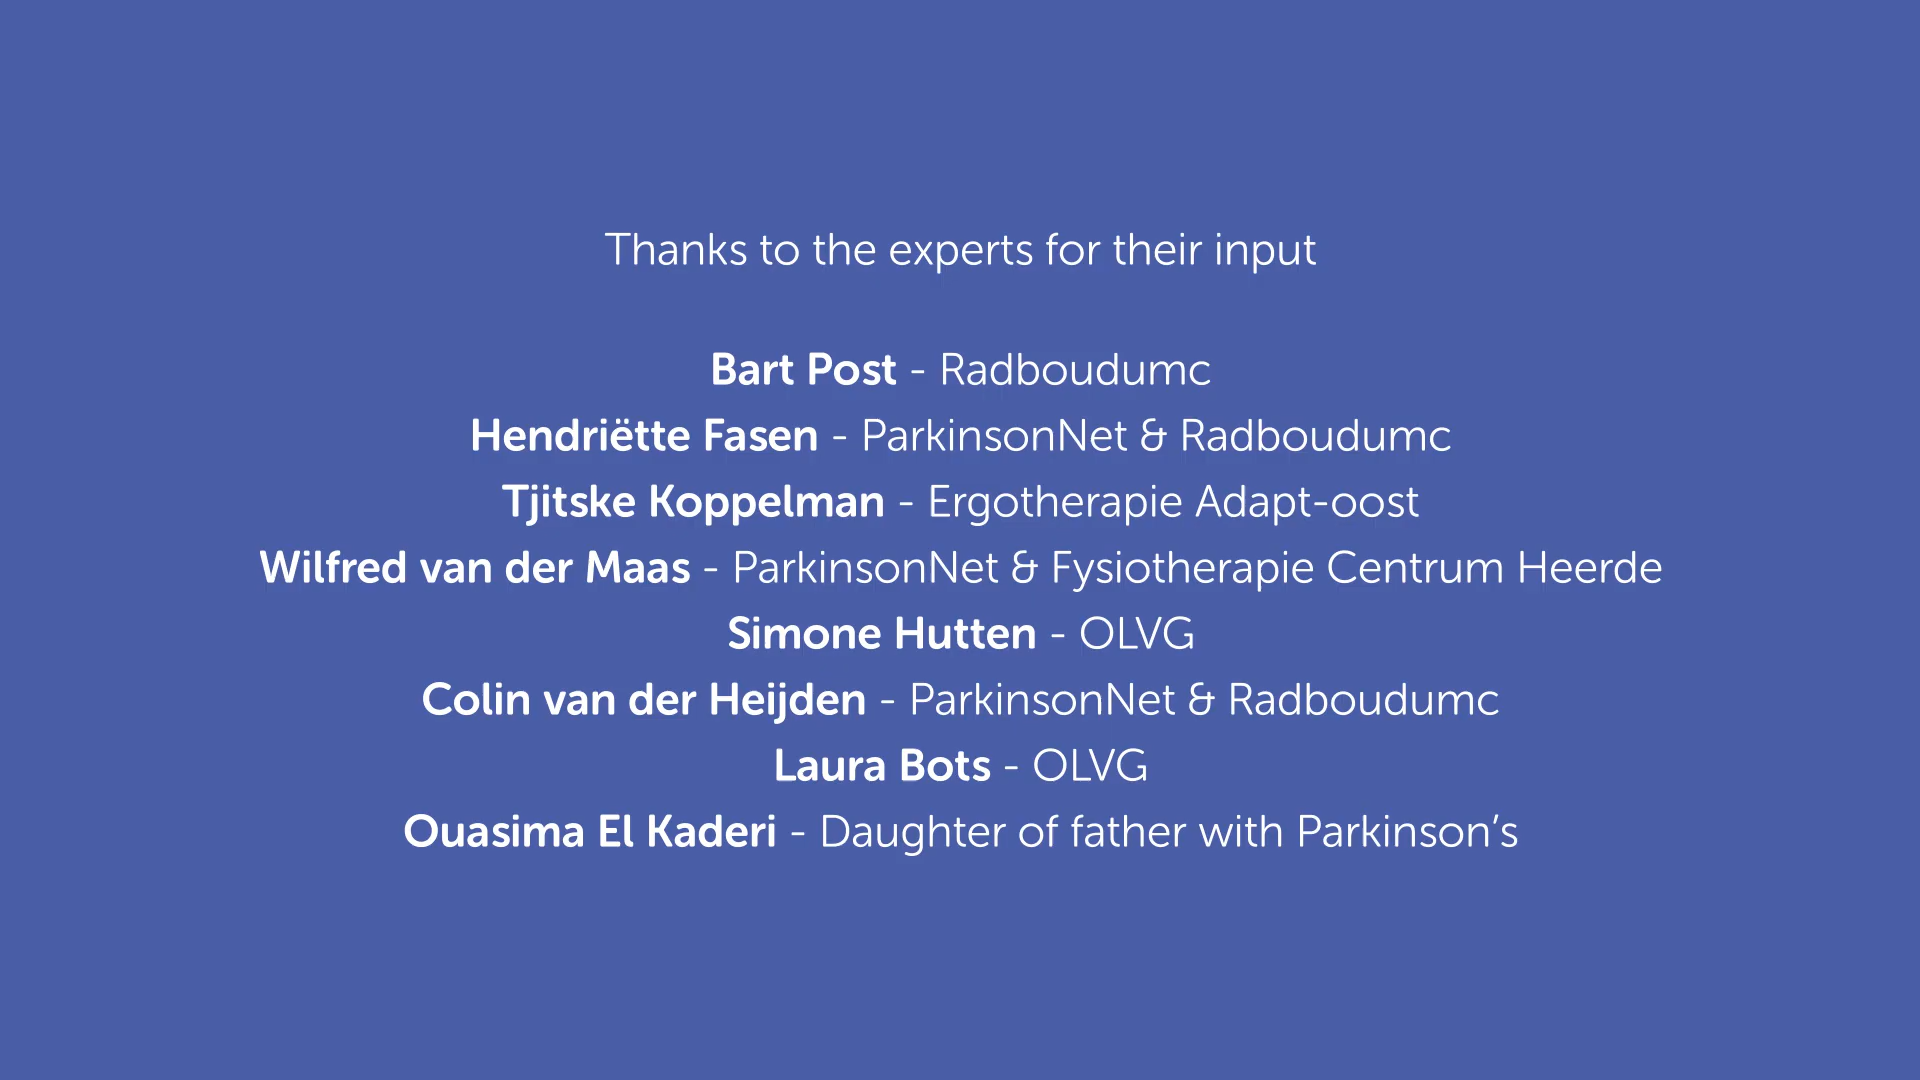 Thanks to the experts for their input
Bart Post - Radboudumc
Hendriëtte Fasen - ParkinsonNet & Radboudumc
Tjitske Koppelman - Ergotherapie Adapt-oost
Wilfred van der Maas - ParkinsonNet & Fysiotherapie Centrum Heerde
Simone Hutten - OLVG
Colin van der Heijden - ParkinsonNet & Radboudumc
Laura Bots - OLVG
Ouasima El Kaderi - Daughter of father with Parkinson’s